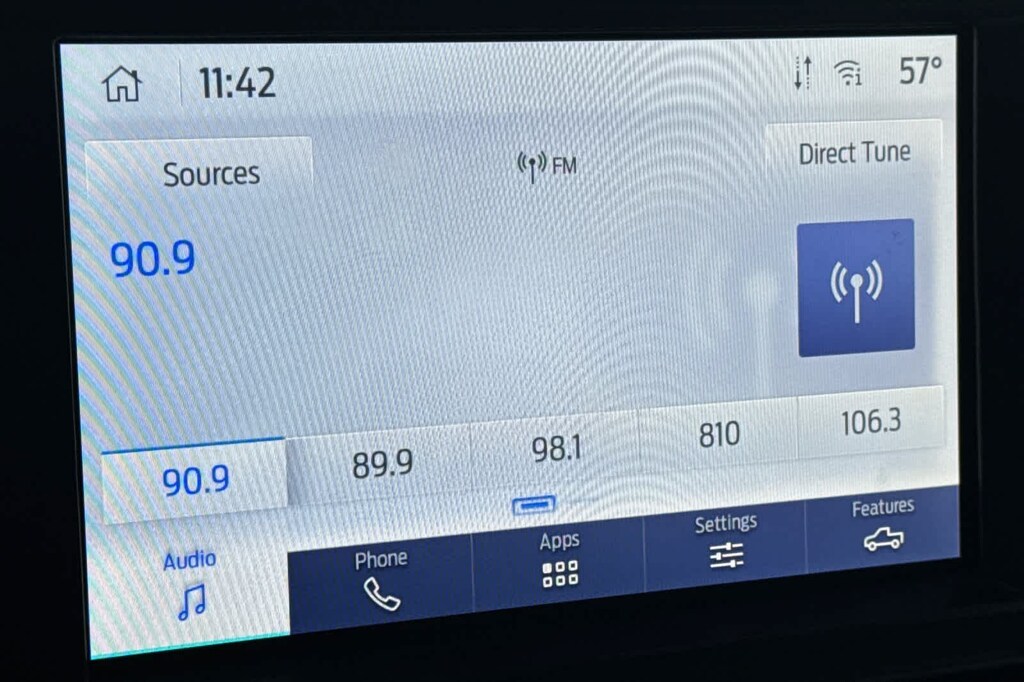 11:42
57°
Sources
FM
Direct Tune
90.9
90.9
89.9
98.1
810
106.3
Audio
Phone
Apps
Settings
Features